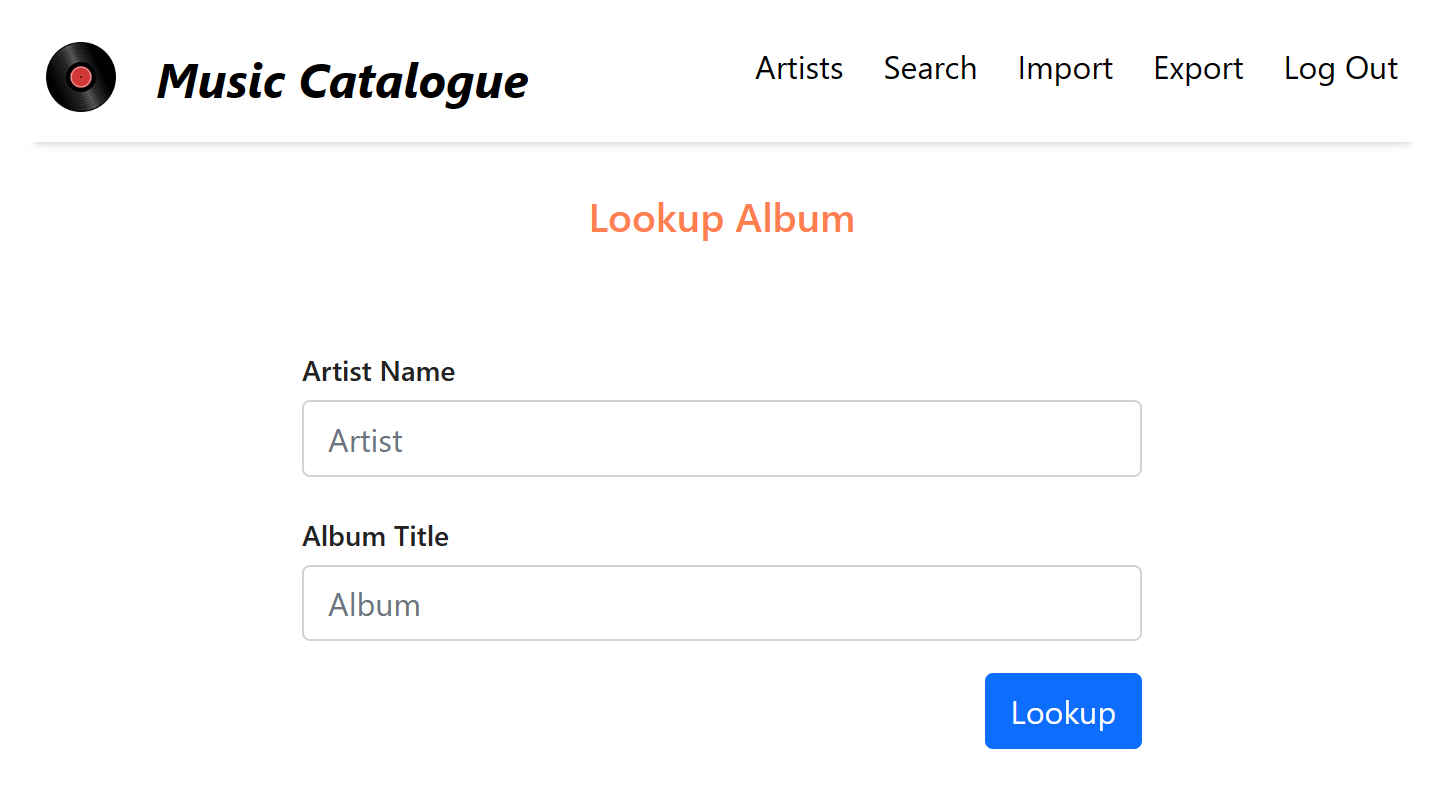 Music Catalogue
Artists Search Import Export Log Out
Lookup Album
Artist Name
Artist
Album Title
Album
Lookup